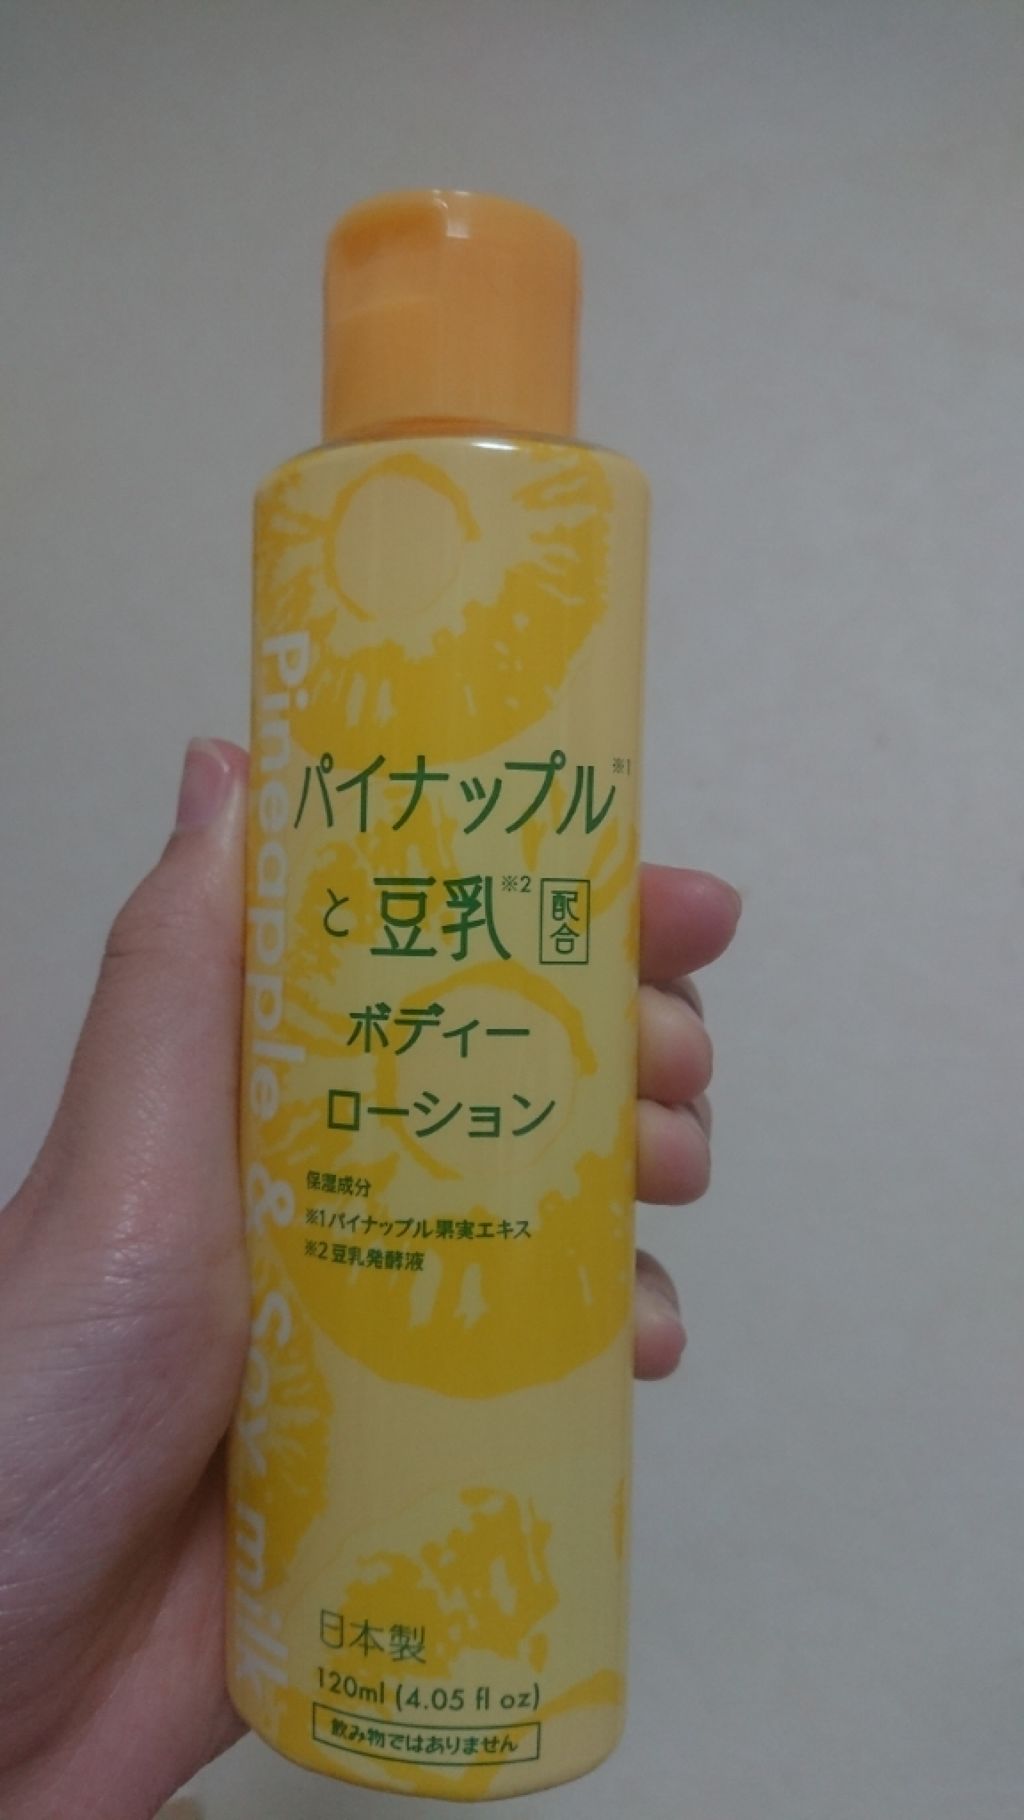 パイナップル※1
と豆乳※2 配合
ボディー
ローション
保湿成分
※1パイナップル果実エキス
※2豆乳発酵液
日本製
120ml (4.05 fl oz)
飲み物ではありません
Pineapple & Soy milk